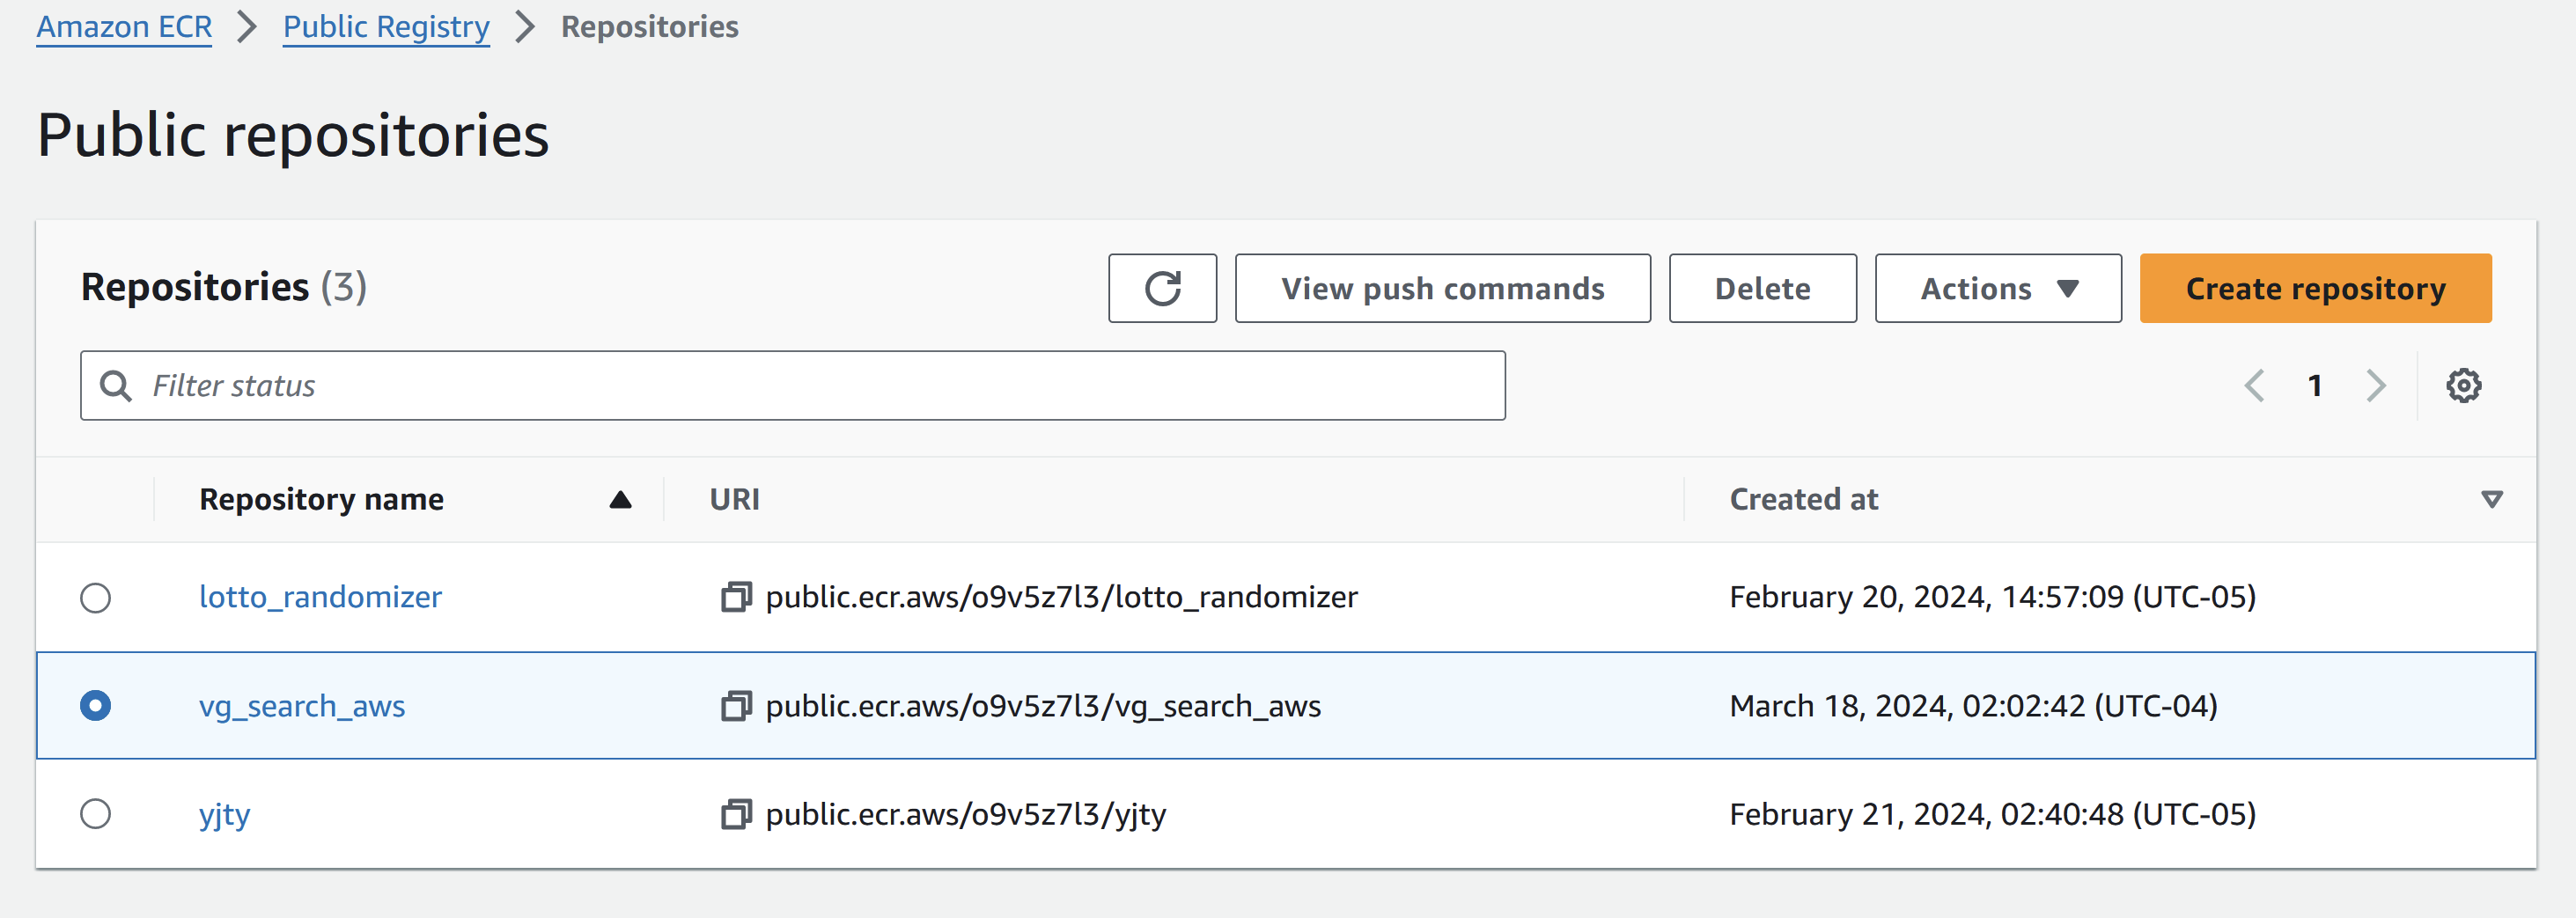 Amazon ECR > Public Registry > Repositories
Public repositories
Repositories (3)
View push commands
Delete
Actions
Create repository
Filter status
1
Repository name URI Created at
lotto_randomizer public.ecr.aws/o9v5z7l3/lotto_randomizer February 20, 2024, 14:57:09 (UTC-05)
vg_search_aws public.ecr.aws/o9v5z7l3/vg_search_aws March 18, 2024, 02:02:42 (UTC-04)
yjty public.ecr.aws/o9v5z7l3/yjty February 21, 2024, 02:40:48 (UTC-05)